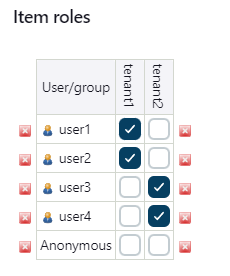 Item roles
User/group tenant1 tenant2
user1
user2
user3
user4
Anonymous